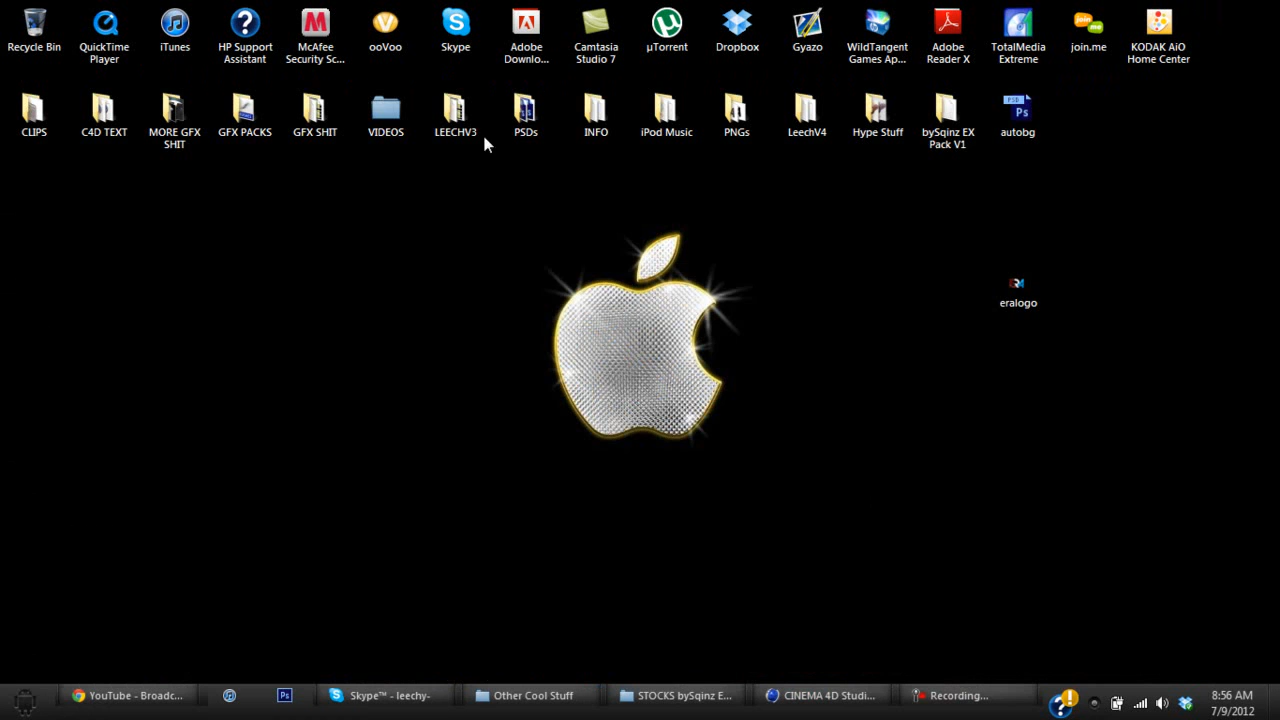 Recycle Bin
QuickTime Player
iTunes
HP Support Assistant
McAfee Security Sc...
ooVoo
Skype
Adobe Downlo...
Camtasia Studio 7
µTorrent
Dropbox
Gyazo
WildTangent Games Ap...
Adobe Reader X
TotalMedia Extreme
join.me
KODAK AiO Home Center
CLIPS
C4D TEXT
MORE GFX SHIT
GFX PACKS
GFX SHIT
VIDEOS
LEECHV3
PSDs
INFO
iPod Music
PNGs
LeechV4
Hype Stuff
bySqinz EX Pack V1
autobg
eralogo
YouTube - Broadc...
Skype™ - leechy-
Other Cool Stuff
STOCKS bySqinz E...
CINEMA 4D Studi...
Recording...
8:56 AM
7/9/2012